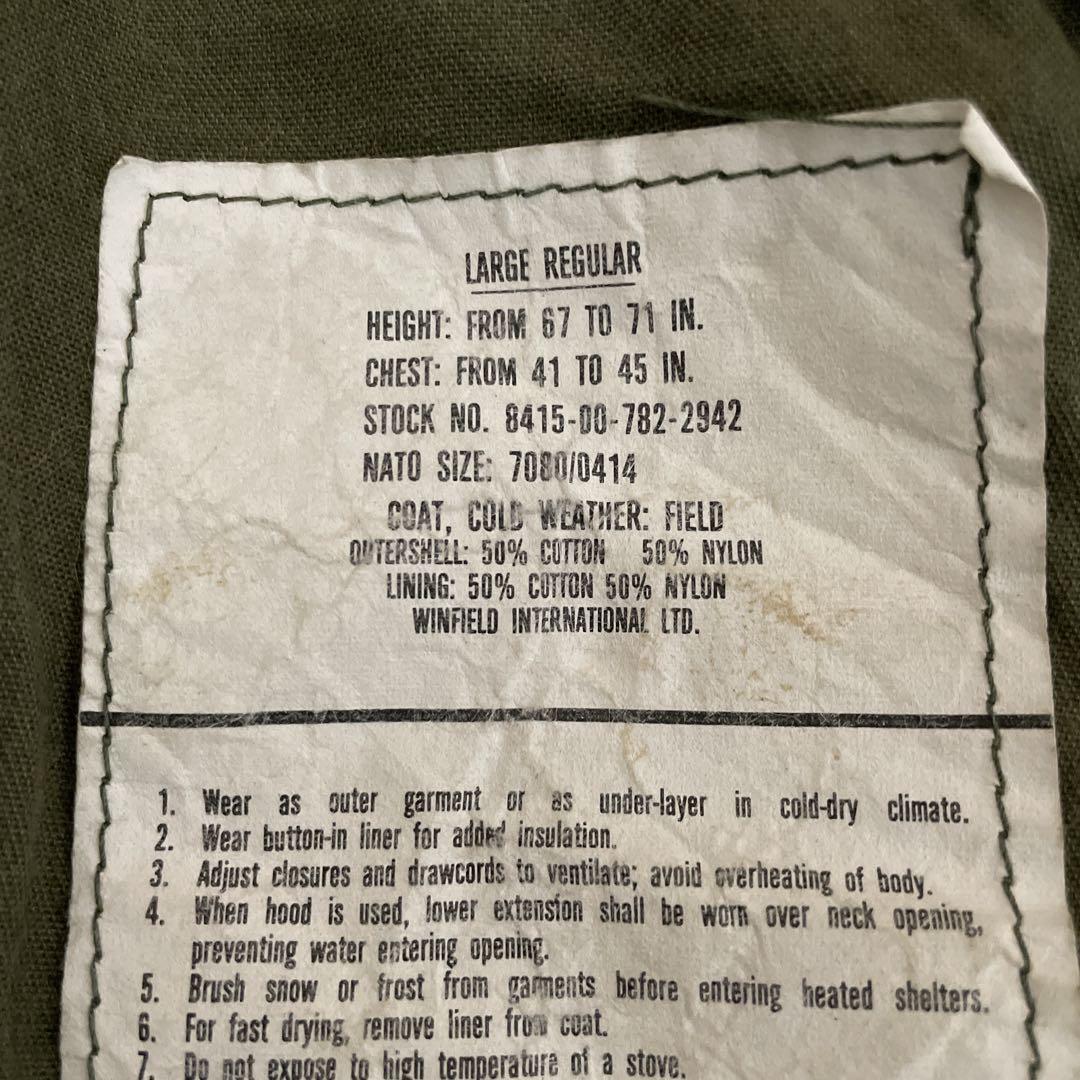 LARGE REGULAR
HEIGHT: FROM 67 TO 71 IN.
CHEST: FROM 41 TO 45 IN.
STOCK NO. 8415-00-782-2942
NATO SIZE: 7080/0414
COAT, COLD WEATHER: FIELD
OUTERSHELL: 50% COTTON 50% NYLON
LINING: 50% COTTON 50% NYLON
WINFIELD INTERNATIONAL LTD.
1. Wear as outer garment or as under-layer in cold-dry climate.
2. Wear button-in liner for added insulation.
3. Adjust closures and drawcords to ventilate; avoid overheating of body.
4. When hood is used, lower extension shall be worn over neck opening,
preventing water entering opening.
5. Brush snow or frost from garments before entering heated shelters.
6. For fast drying, remove liner from coat.
7. Do not expose to high temperature of a stove.